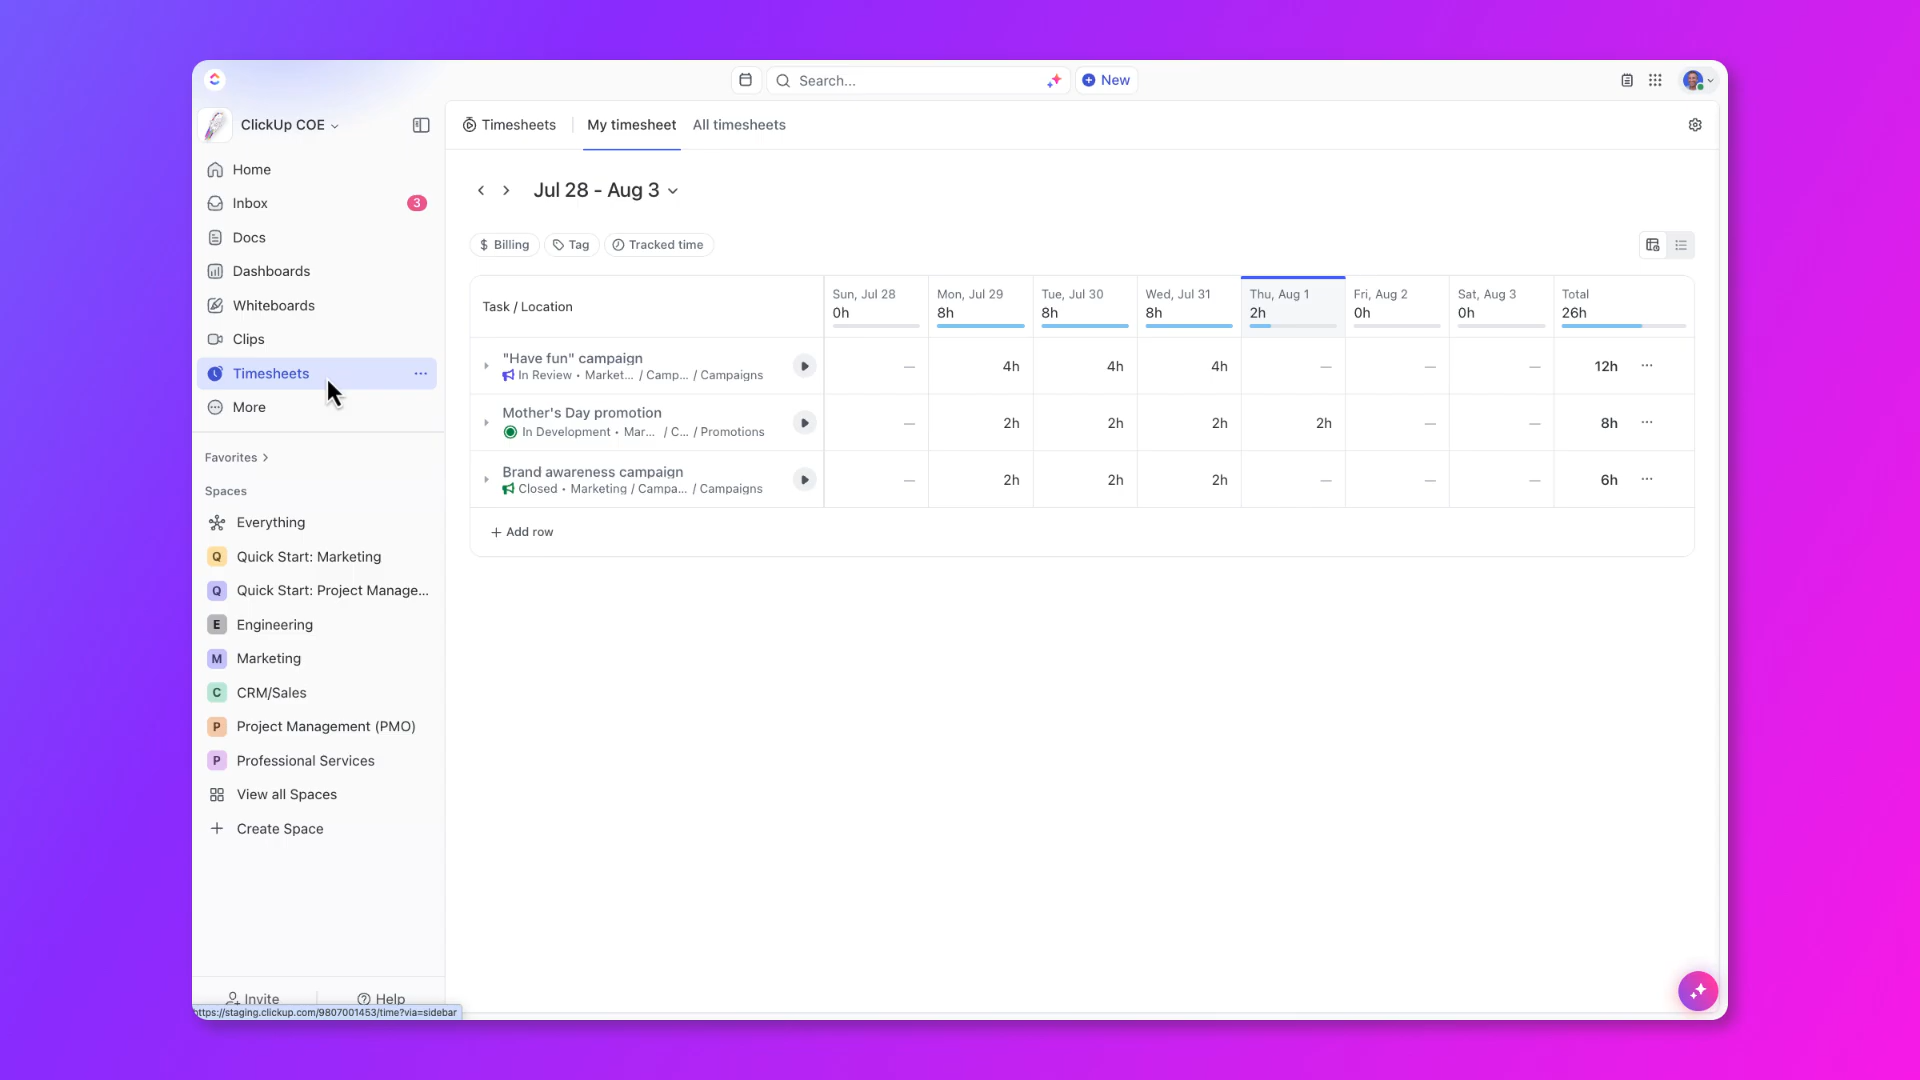 Search...
New
ClickUp COE
Timesheets
My timesheet
All timesheets
Home
Inbox
3
Docs
Dashboards
Whiteboards
Clips
Timesheets
More
Favorites
Spaces
Everything
Q Quick Start: Marketing
Q Quick Start: Project Manage...
E Engineering
M Marketing
C CRM/Sales
P Project Management (PMO)
P Professional Services
View all Spaces
Create Space
Invite
Help
https://staging.clickup.com/9807001453/time?via=sidebar
Jul 28 - Aug 3
$ Billing
Tag
Tracked time
Task / Location
Sun, Jul 28
0h
Mon, Jul 29
8h
Tue, Jul 30
8h
Wed, Jul 31
8h
Thu, Aug 1
2h
Fri, Aug 2
0h
Sat, Aug 3
0h
Total
26h
"Have fun" campaign
In Review • Market... / Camp... / Campaigns
— 4h 4h 4h — — — 12h ...
Mother's Day promotion
In Development • Mar... / C... / Promotions
— 2h 2h 2h 2h — — 8h ...
Brand awareness campaign
Closed • Marketing / Campa... / Campaigns
— 2h 2h 2h — — — 6h ...
+ Add row